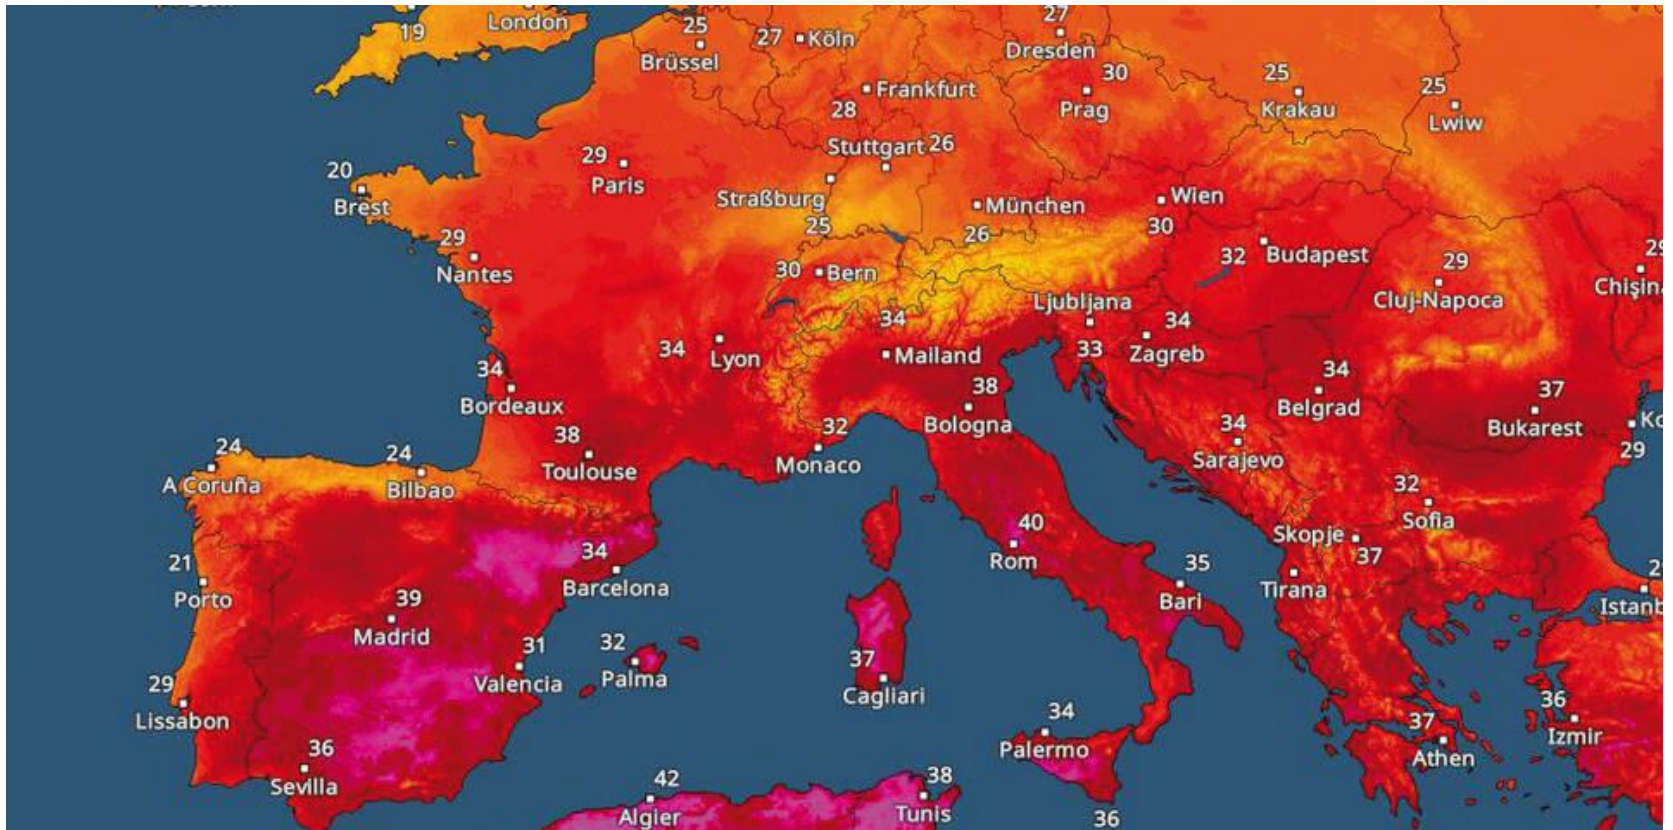 London
19
25
Brüssel
27 Köln
27
Dresden
Frankfurt
28
30
Prag
25
Krakau
25
Lwiw
Stuttgart 26
20
Brest
29
Paris
Straßburg
25
München
26
Wien
30
29
Nantes
30 Bern
32 Budapest
29
Cluj-Napoca
29
Ljubljana
33
34
Mailand
34
Lyon
34
Zagreb
34
Bordeaux
38
Bologna
34
Belgrad
37
Bukarest
29
24
A Coruña
24
Bilbao
38
Toulouse
32
Monaco
34
Sarajevo
32
Sofia
21
Porto
34
Barcelona
40
Rom
35
Bari
Skopje
37
Tirana
39
Madrid
31
Valencia
32
Palma
37
Cagliari
29
Lissabon
34
Palermo
37
Athen
36
Izmir
36
Sevilla
42
Algier
38
Tunis
36